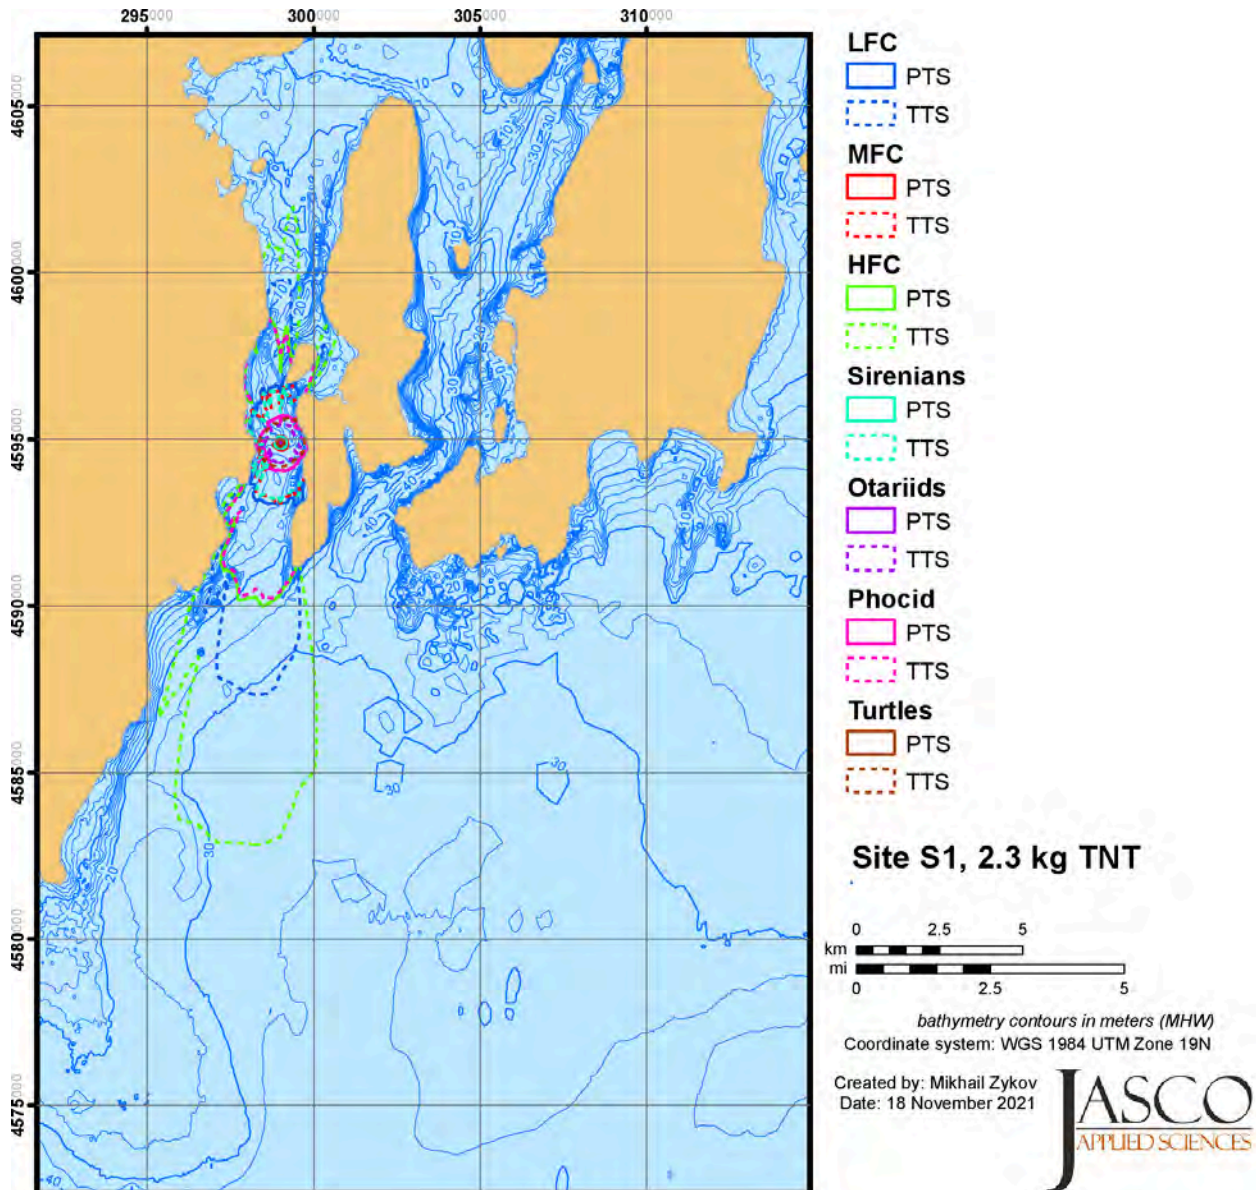 295000 300000 305000 310000
4605000
4600000
4595000
4590000
4585000
4580000
4575000
LFC
PTS
TTS
MFC
PTS
TTS
HFC
PTS
TTS
Sirenians
PTS
TTS
Otariids
PTS
TTS
Phocid
PTS
TTS
Turtles
PTS
TTS
Site S1, 2.3 kg TNT
0 2.5 5
km
mi
0 2.5 5
bathymetry contours in meters (MHW)
Coordinate system: WGS 1984 UTM Zone 19N
Created by: Mikhail Zykov
Date: 18 November 2021
JASCO
APPLIED SCIENCES